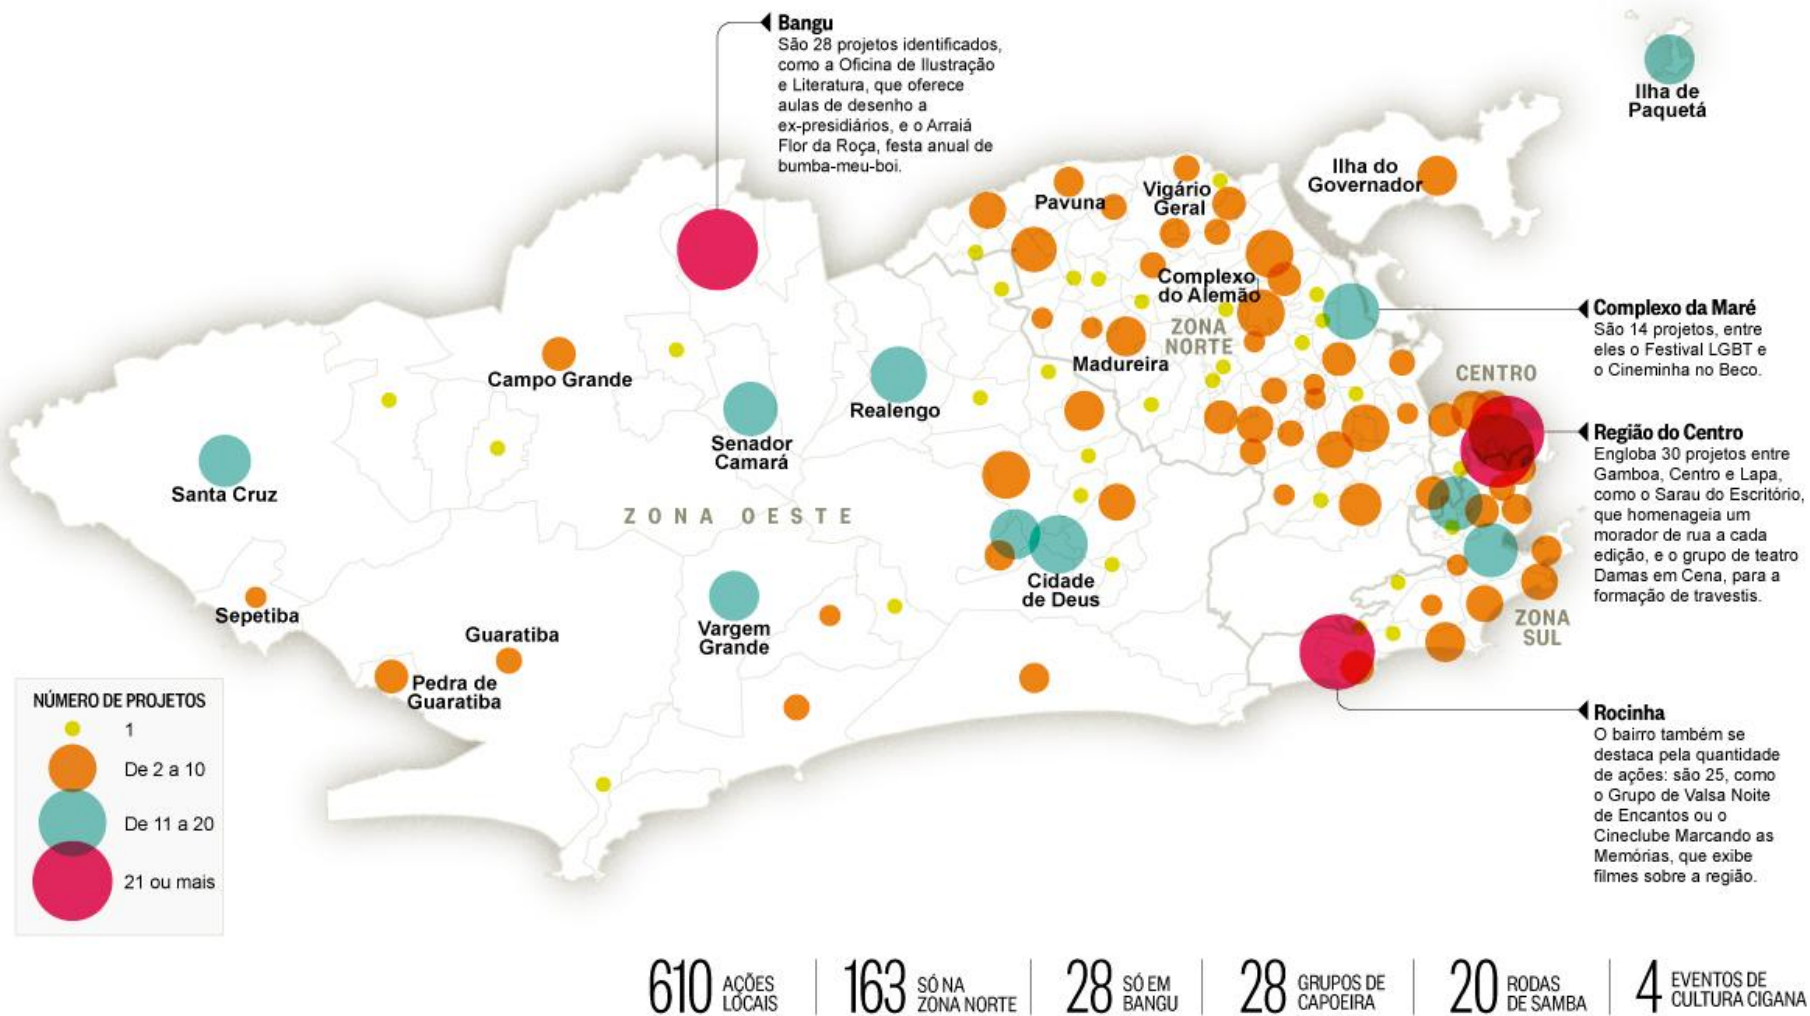 Bangu
São 28 projetos identificados,
como a Oficina de Ilustração
e Literatura, que oferece
aulas de desenho a
ex-presidiários, e o Arraiá
Flor da Roça, festa anual de
bumba-meu-boi.
Ilha de
Paquetá
Ilha do
Governador
Pavuna
Vigário
Geral
Complexo
do Alemão
ZONA
NORTE
Madureira
Complexo da Maré
São 14 projetos, entre
eles o Festival LGBT e
o Cineminha no Beco.
CENTRO
Região do Centro
Engloba 30 projetos entre
Gamboa, Centro e Lapa,
como o Sarau do Escritório,
que homenageia um
morador de rua a cada
edição, e o grupo de teatro
Damas em Cena, para a
formação de travestis.
Campo Grande
Realengo
Senador
Camará
Santa Cruz
ZONA OESTE
Cidade
de Deus
Sepetiba
Guaratiba
Vargem
Grande
ZONA
SUL
Pedra de
Guaratiba
Rocinha
O bairro também se
destaca pela quantidade
de ações: são 25, como
o Grupo de Valsa Noite
de Encantos ou o
Cineclube Marcando as
Memórias, que exibe
filmes sobre a região.
NÚMERO DE PROJETOS
1
De 2 a 10
De 11 a 20
21 ou mais
610 AÇÕES
LOCAIS
163 SÓ NA
ZONA NORTE
28 SÓ EM
BANGU
28 GRUPOS DE
CAPOEIRA
20 RODAS
DE SAMBA
4 EVENTOS DE
CULTURA CIGANA